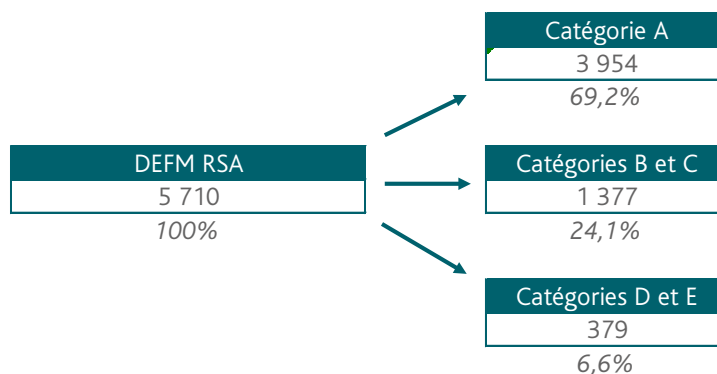 Catégorie A
3 954
69,2%
DEFM RSA
5 710
100%
Catégories B et C
1 377
24,1%
Catégories D et E
379
6,6%